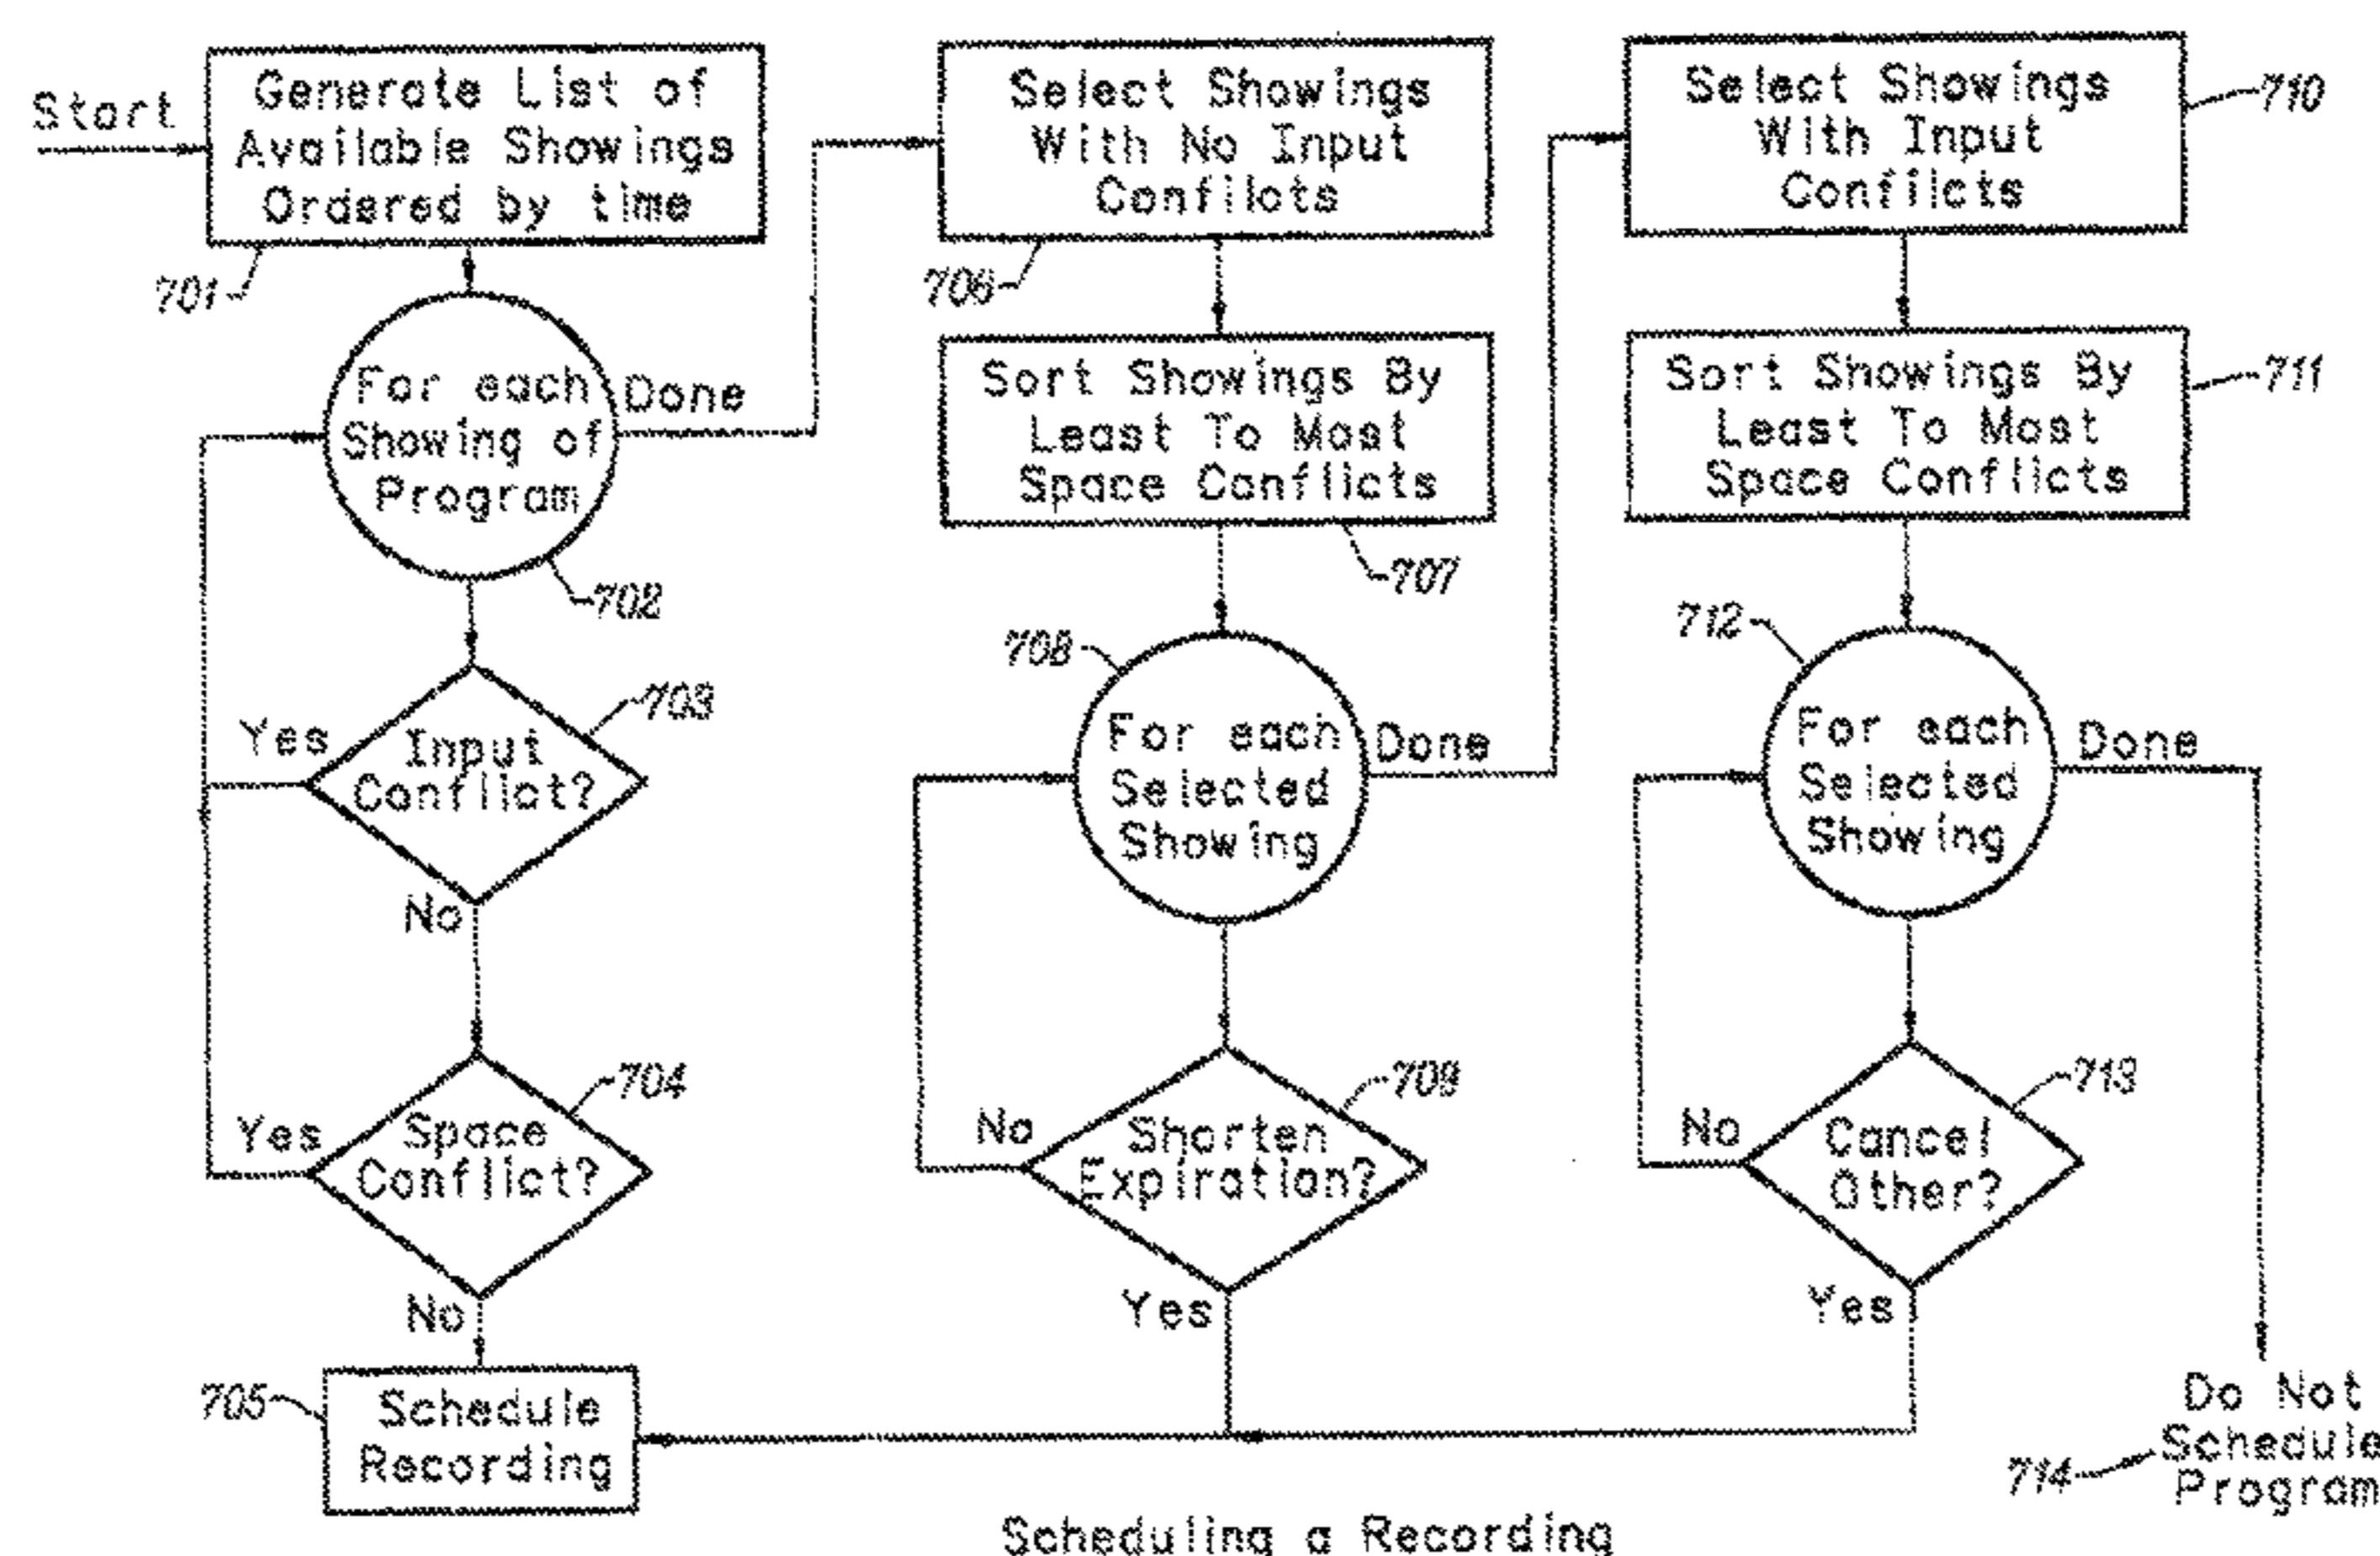 Start
Generate List of
Available Showings
Ordered by time
701
For each
Showing of
Program
Done
702
Input
Conflict?
Yes
No
703
Space
Conflict?
Yes
No
704
705
Schedule
Recording
Select Showings
With No Input
Conflicts
706
Sort Showings By
Least To Most
Space Conflicts
707
708
For each
Selected
Showing
Done
Shorten
Expiration?
No
Yes
709
Select Showings
With Input
Conflicts
710
Sort Showings By
Least To Most
Space Conflicts
711
712
For each
Selected
Showing
Done
Cancel
Other?
No
Yes
713
Do Not
Schedule
Program
714
Scheduling a Recording